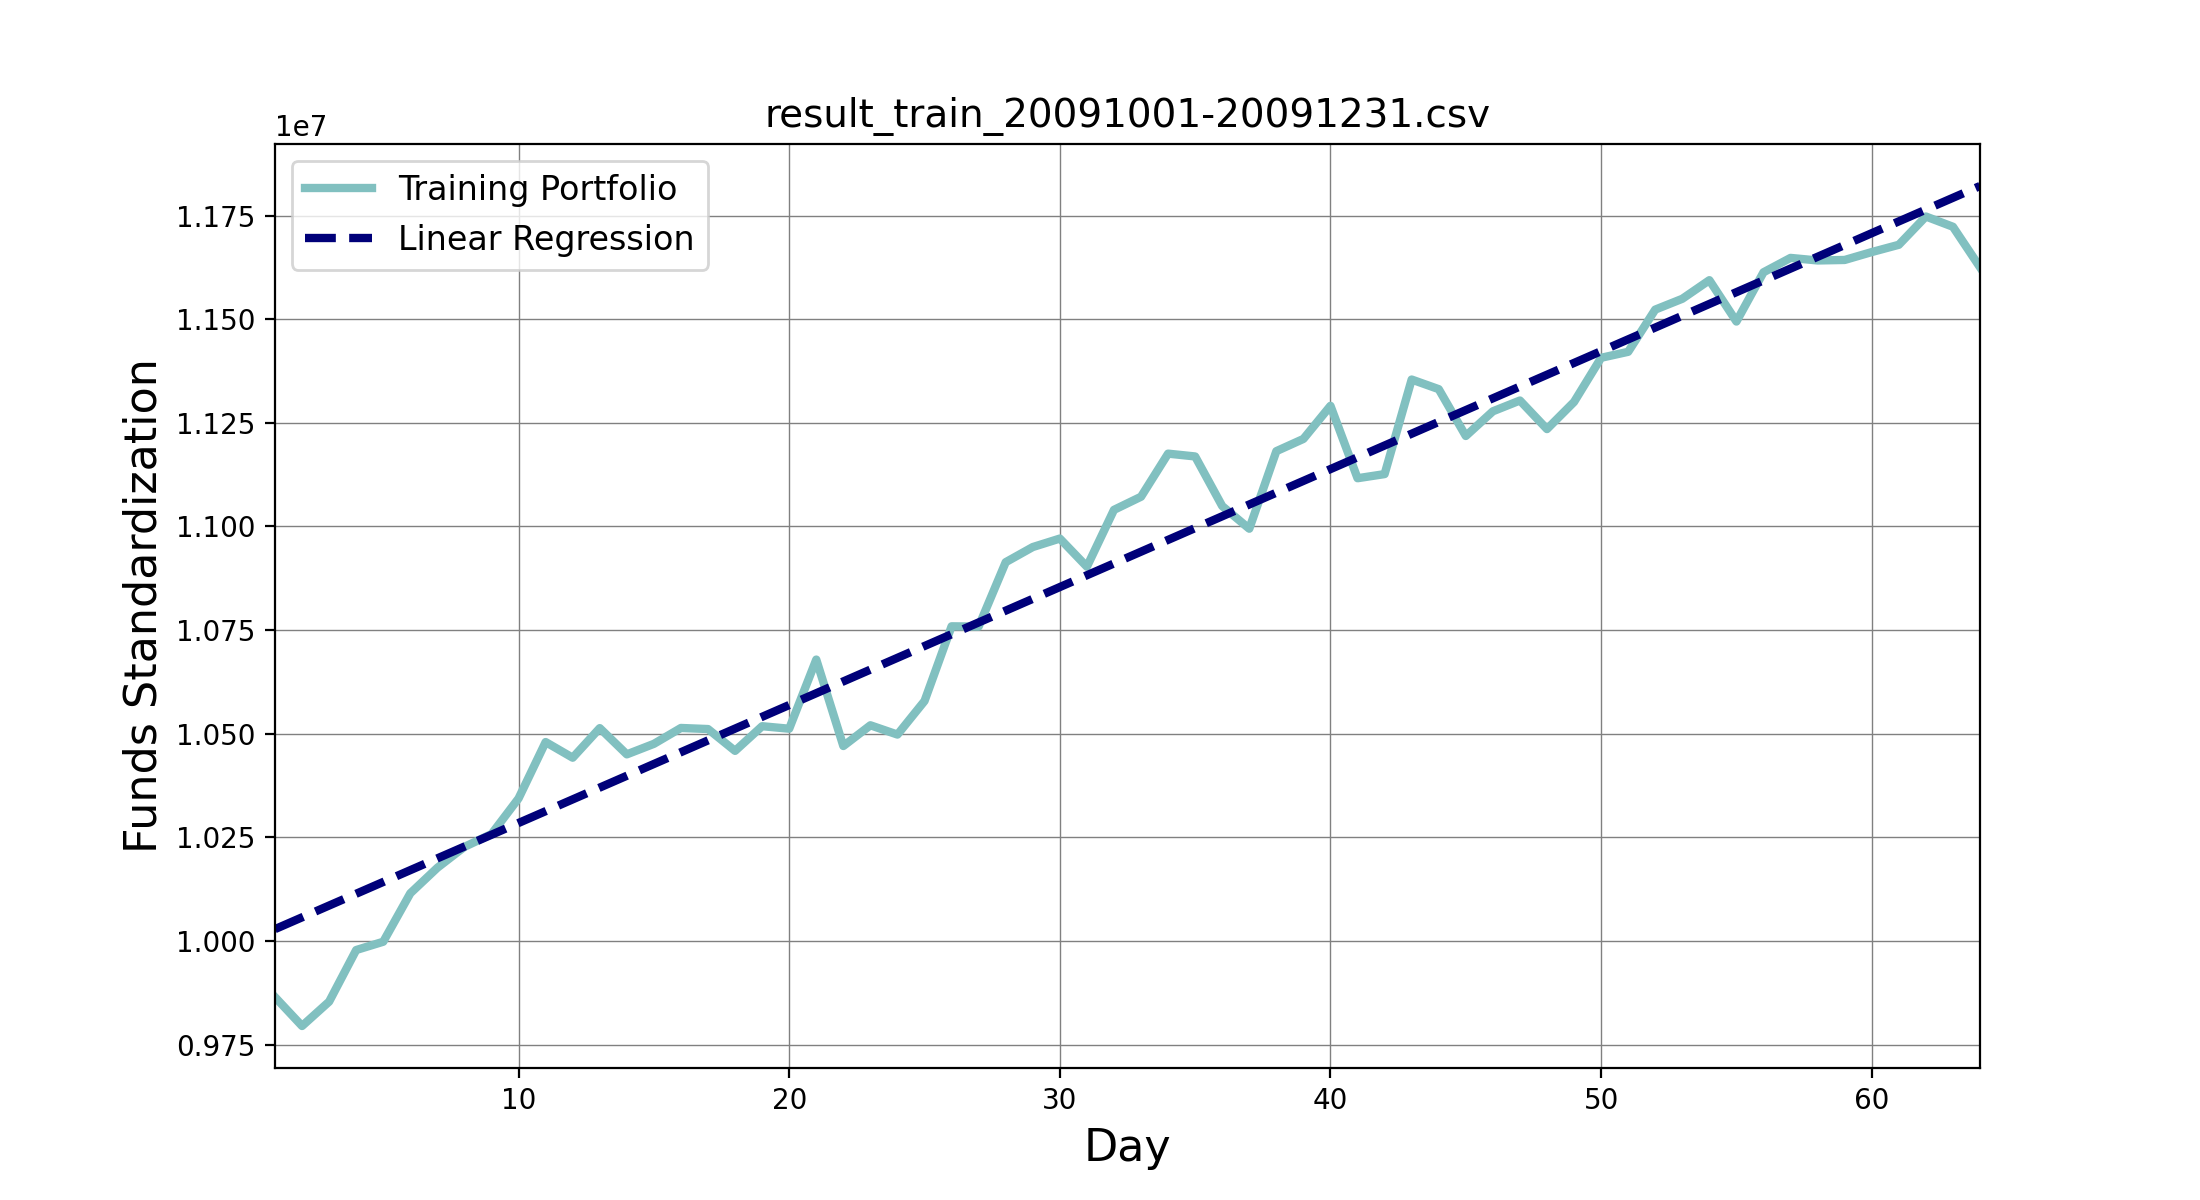 result_train_20091001-20091231.csv
1e7
Training Portfolio
Linear Regression
1.175
1.150
1.125
1.100
1.075
1.050
1.025
1.000
0.975
Funds Standardization
10 20 30 40 50 60
Day